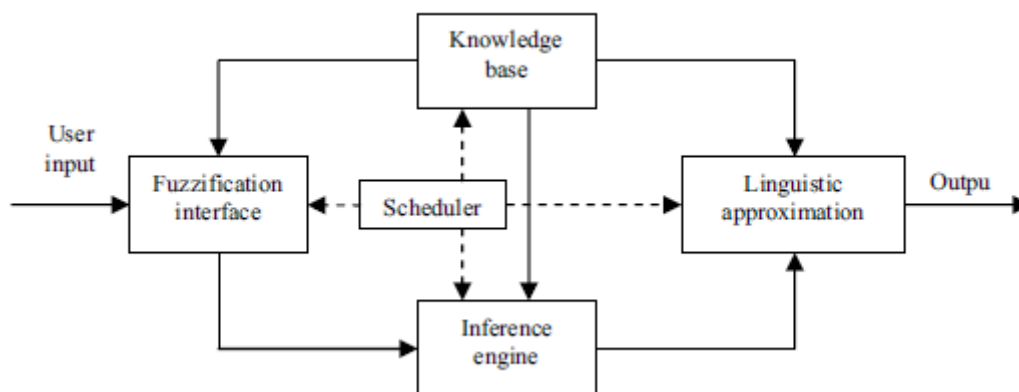 Knowledge
base
User
input
Fuzzification
interface
Scheduler
Linguistic
approximation
Outpu
Inference
engine